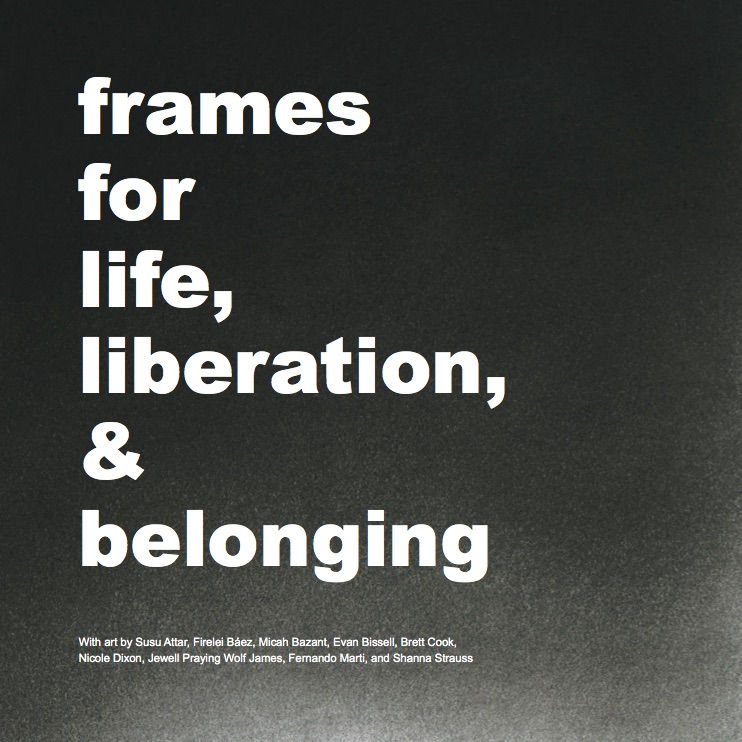 frames
for
life,
liberation,
&
belonging
With art by Susu Attar, Firelei Báez, Micah Bazant, Evan Bissell, Brett Cook,
Nicole Dixon, Jewell Praying Wolf James, Fernando Marti, and Shanna Strauss